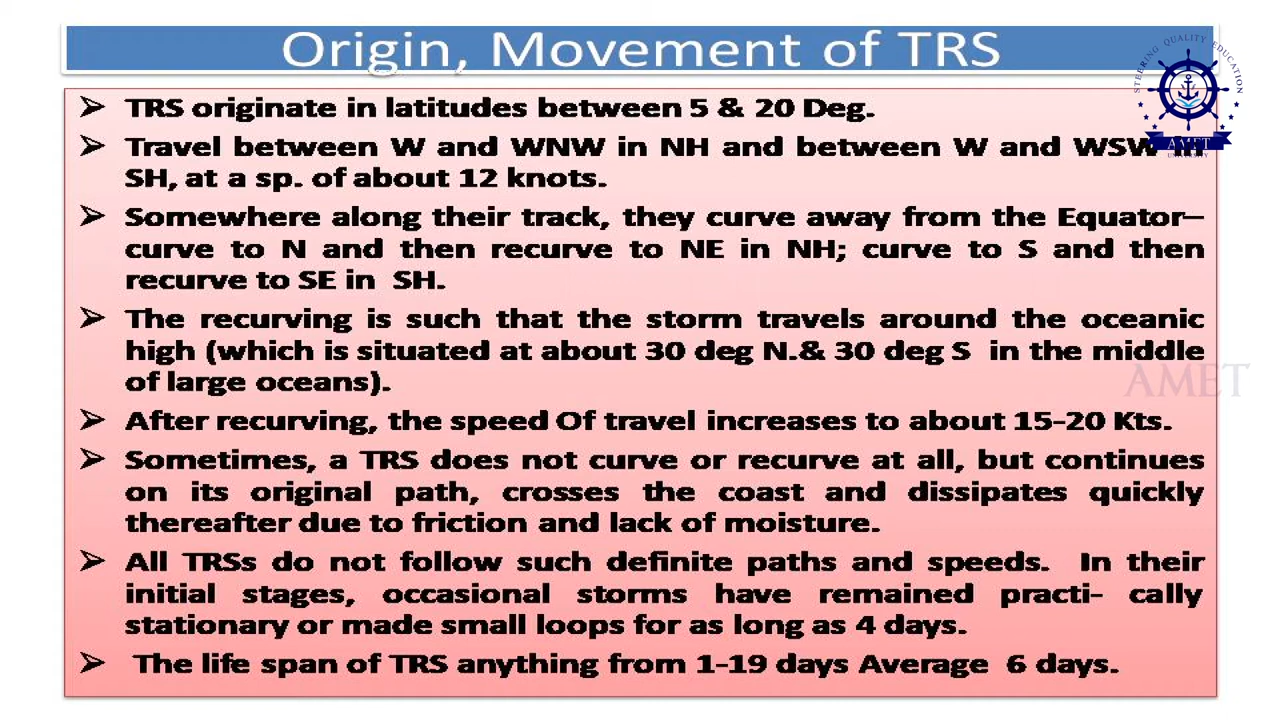 Origin, Movement of TRS
STEERING QUALITY EDUCATION
AMET
UNIVERSITY
➢ TRS originate in latitudes between 5 & 20 Deg.
➢ Travel between W and WNW in NH and between W and WSW in
SH, at a sp. of about 12 knots.
➢ Somewhere along their track, they curve away from the Equator–
curve to N and then recurve to NE in NH; curve to S and then
recurve to SE in SH.
➢ The recurving is such that the storm travels around the oceanic
high (which is situated at about 30 deg N.& 30 deg S in the middle
of large oceans).
AMET
➢ After recurving, the speed Of travel increases to about 15-20 Kts.
➢ Sometimes, a TRS does not curve or recurve at all, but continues
on its original path, crosses the coast and dissipates quickly
thereafter due to friction and lack of moisture.
➢ All TRSs do not follow such definite paths and speeds. In their
initial stages, occasional storms have remained practi- cally
stationary or made small loops for as long as 4 days.
➢ The life span of TRS anything from 1-19 days Average 6 days.